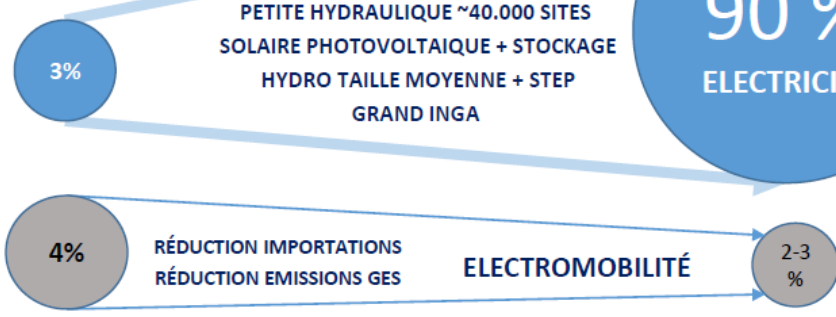 PETITE HYDRAULIQUE ~40.000 SITES
SOLAIRE PHOTOVOLTAIQUE + STOCKAGE
HYDRO TAILLE MOYENNE + STEP
GRAND INGA
3%
90 %
4%
RÉDUCTION IMPORTATIONS
RÉDUCTION EMISSIONS GES
ELECTROMOBILITÉ
2-3
%